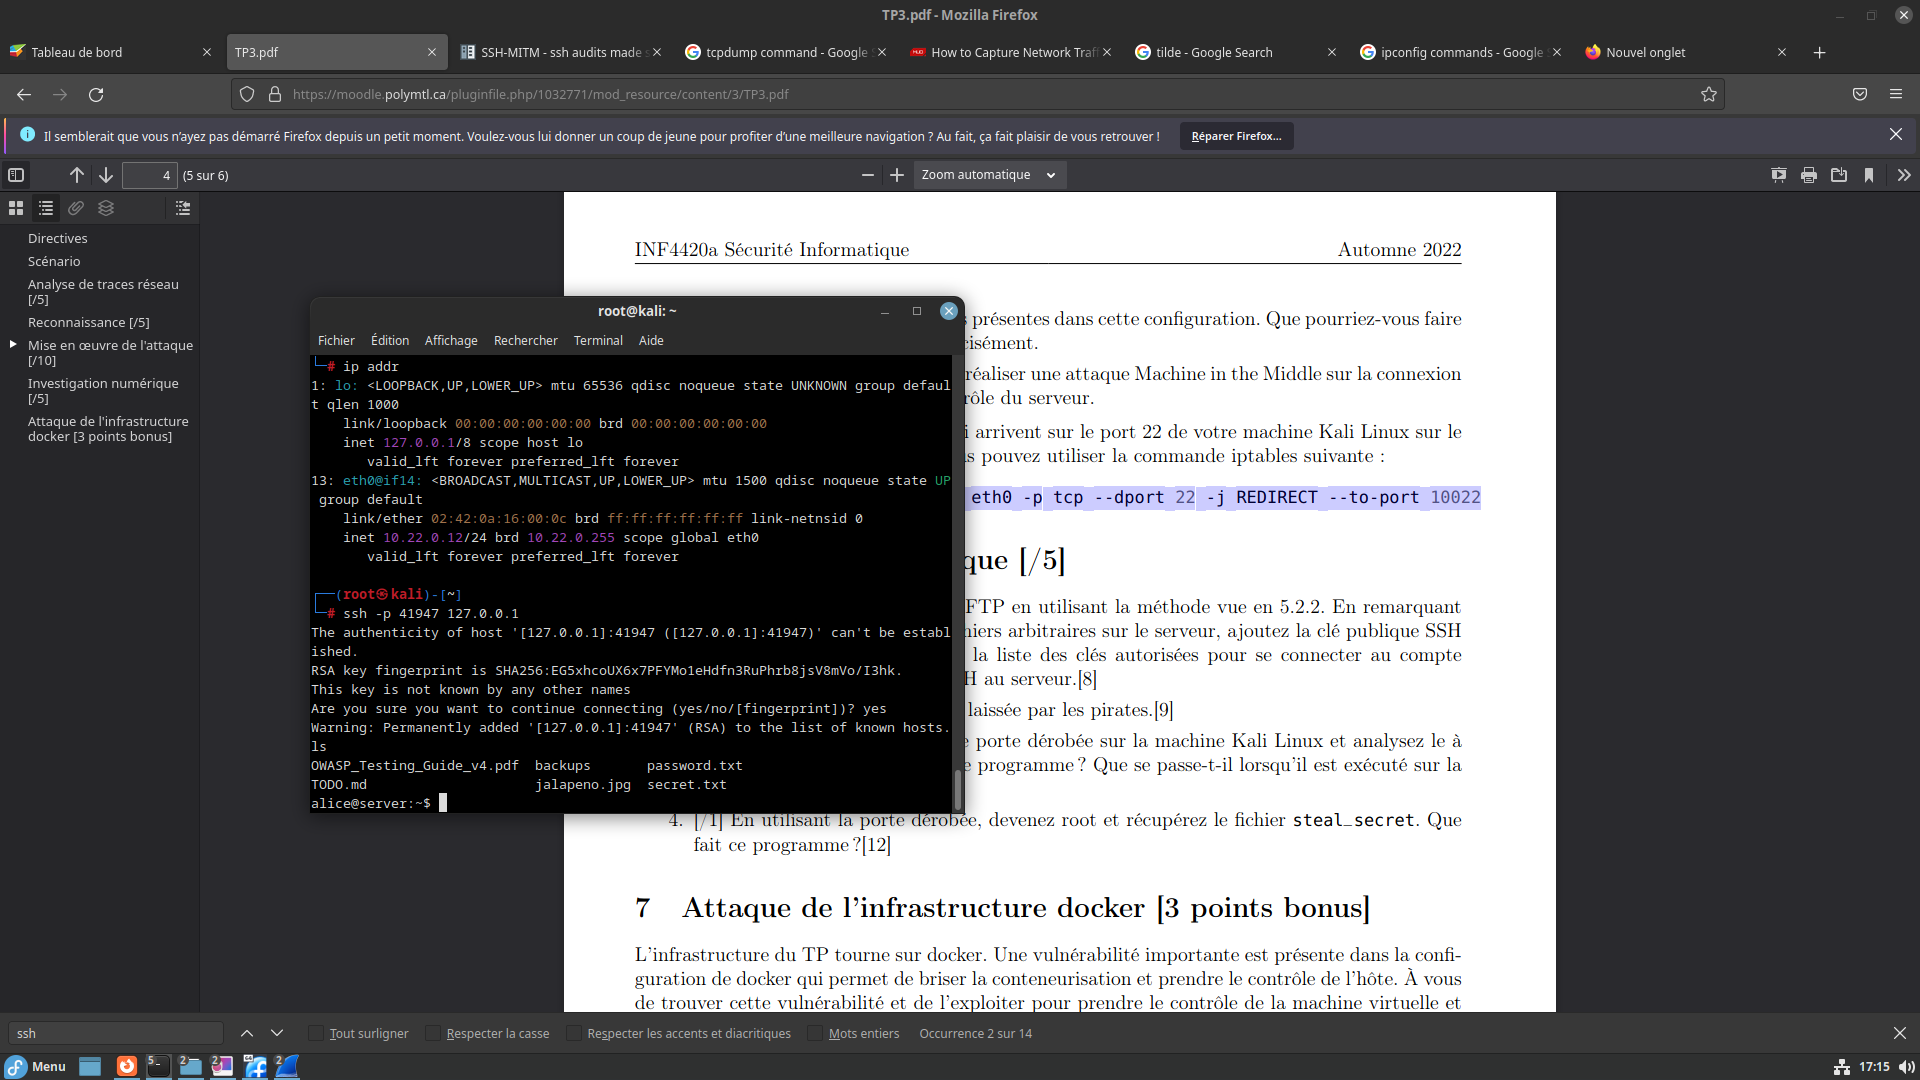 TP3.pdf - Mozilla Firefox
Tableau de bord
TP3.pdf
SSH-MITM - ssh audits made s
tcpdump command - Google S
How to Capture Network Traf
tilde - Google Search
ipconfig commands - Google S
Nouvel onglet
https://moodle.polymtl.ca/pluginfile.php/1032771/mod_resource/content/3/TP3.pdf
Il semblerait que vous n'ayez pas démarré Firefox depuis un petit moment. Voulez-vous lui donner un coup de jeune pour profiter d'une meilleure navigation ? Au fait, ça fait plaisir de vous retrouver !
Réparer Firefox…
4 (5 sur 6)
Zoom automatique
Directives
Scénario
Analyse de traces réseau
[/5]
Reconnaissance [/5]
Mise en œuvre de l'attaque
[/10]
Investigation numérique
[/5]
Attaque de l'infrastructure
docker [3 points bonus]
INF4420a Sécurité Informatique Automne 2022
présentes dans cette configuration. Que pourriez-vous faire
cisément.
réaliser une attaque Machine in the Middle sur la connexion
rôle du serveur.
i arrivent sur le port 22 de votre machine Kali Linux sur le
s pouvez utiliser la commande iptables suivante :
eth0 -p tcp --dport 22 -j REDIRECT --to-port 10022
que [/5]
FTP en utilisant la méthode vue en 5.2.2. En remarquant
hiers arbitraires sur le serveur, ajoutez la clé publique SSH
la liste des clés autorisées pour se connecter au compte
H au serveur.[8]
laissée par les pirates.[9]
e porte dérobée sur la machine Kali Linux et analysez le à
e programme ? Que se passe-t-il lorsqu'il est exécuté sur la
4. [/1] En utilisant la porte dérobée, devenez root et récupérez le fichier steal_secret. Que
fait ce programme ?[12]
7 Attaque de l'infrastructure docker [3 points bonus]
L'infrastructure du TP tourne sur docker. Une vulnérabilité importante est présente dans la confi-
guration de docker qui permet de briser la conteneurisation et prendre le contrôle de l'hôte. À vous
de trouver cette vulnérabilité et de l'exploiter pour prendre le contrôle de la machine virtuelle et
root@kali: ~
Fichier Édition Affichage Rechercher Terminal Aide
└─# ip addr
1: lo: <LOOPBACK,UP,LOWER_UP> mtu 65536 qdisc noqueue state UNKNOWN group defaul
t qlen 1000
link/loopback 00:00:00:00:00:00 brd 00:00:00:00:00:00
inet 127.0.0.1/8 scope host lo
valid_lft forever preferred_lft forever
13: eth0@if14: <BROADCAST,MULTICAST,UP,LOWER_UP> mtu 1500 qdisc noqueue state UP
group default
link/ether 02:42:0a:16:00:0c brd ff:ff:ff:ff:ff:ff link-netnsid 0
inet 10.22.0.12/24 brd 10.22.0.255 scope global eth0
valid_lft forever preferred_lft forever
┌──(root㉿kali)-[~]
└─# ssh -p 41947 127.0.0.1
The authenticity of host '[127.0.0.1]:41947 ([127.0.0.1]:41947)' can't be establ
ished.
RSA key fingerprint is SHA256:EG5xhcoUX6x7PFYMo1eHdfn3RuPhrb8jsV8mVo/I3hk.
This key is not known by any other names
Are you sure you want to continue connecting (yes/no/[fingerprint])? yes
Warning: Permanently added '[127.0.0.1]:41947' (RSA) to the list of known hosts.
ls
OWASP_Testing_Guide_v4.pdf backups password.txt
TODO.md jalapeno.jpg secret.txt
alice@server:~$
ssh
Tout surligner
Respecter la casse
Respecter les accents et diacritiques
Mots entiers
Occurrence 2 sur 14
Menu
5
2
2
64
2
17:15